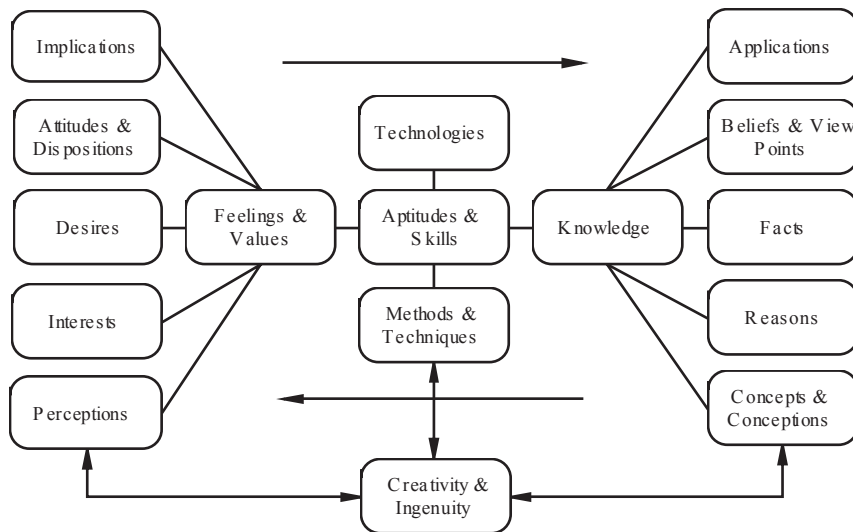 Implications
Attitudes &
Dispositions
Desires
Interests
Perceptions
Feelings &
Values
Technologies
Aptitudes &
Skills
Methods &
Techniques
Creativity &
Ingenuity
Knowledge
Applications
Beliefs & View
Points
Facts
Reasons
Concepts &
Conceptions